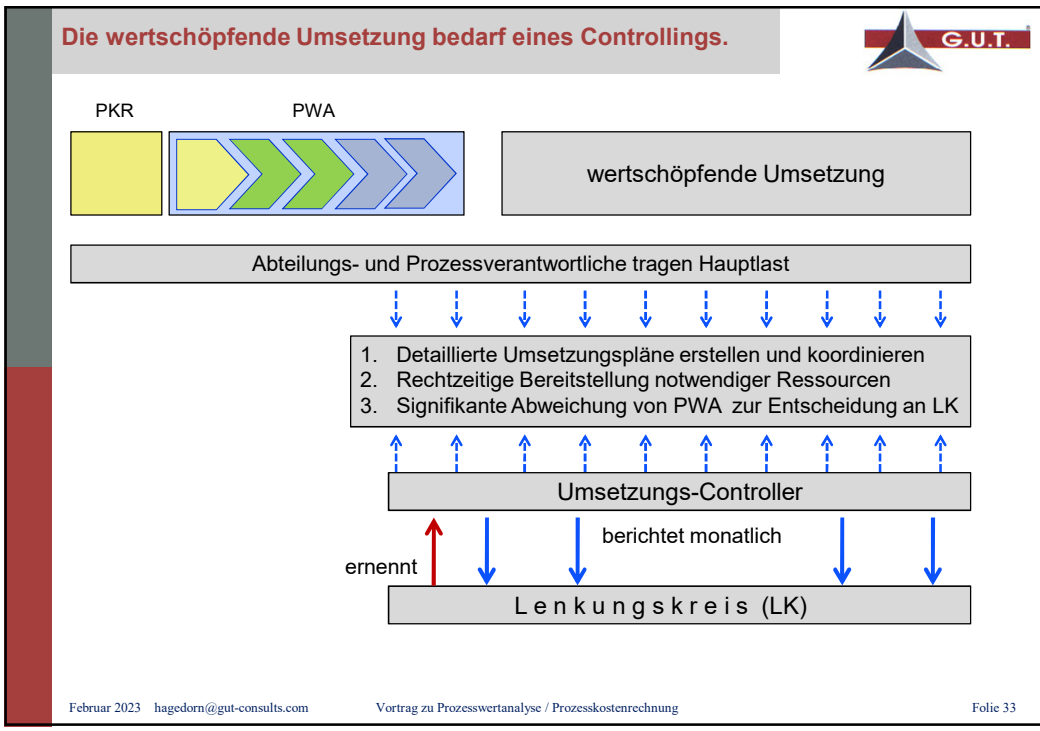 Die wertschöpfende Umsetzung bedarf eines Controllings.
G.U.T.
PKR
PWA
wertschöpfende Umsetzung
Abteilungs- und Prozessverantwortliche tragen Hauptlast
1. Detaillierte Umsetzungspläne erstellen und koordinieren
2. Rechtzeitige Bereitstellung notwendiger Ressourcen
3. Signifikante Abweichung von PWA zur Entscheidung an LK
Umsetzungs-Controller
berichtet monatlich
ernennt
Lenkungskreis (LK)
Februar 2023 hagedorn@gut-consults.com Vortrag zu Prozesswertanalyse / Prozesskostenrechnung Folie 33